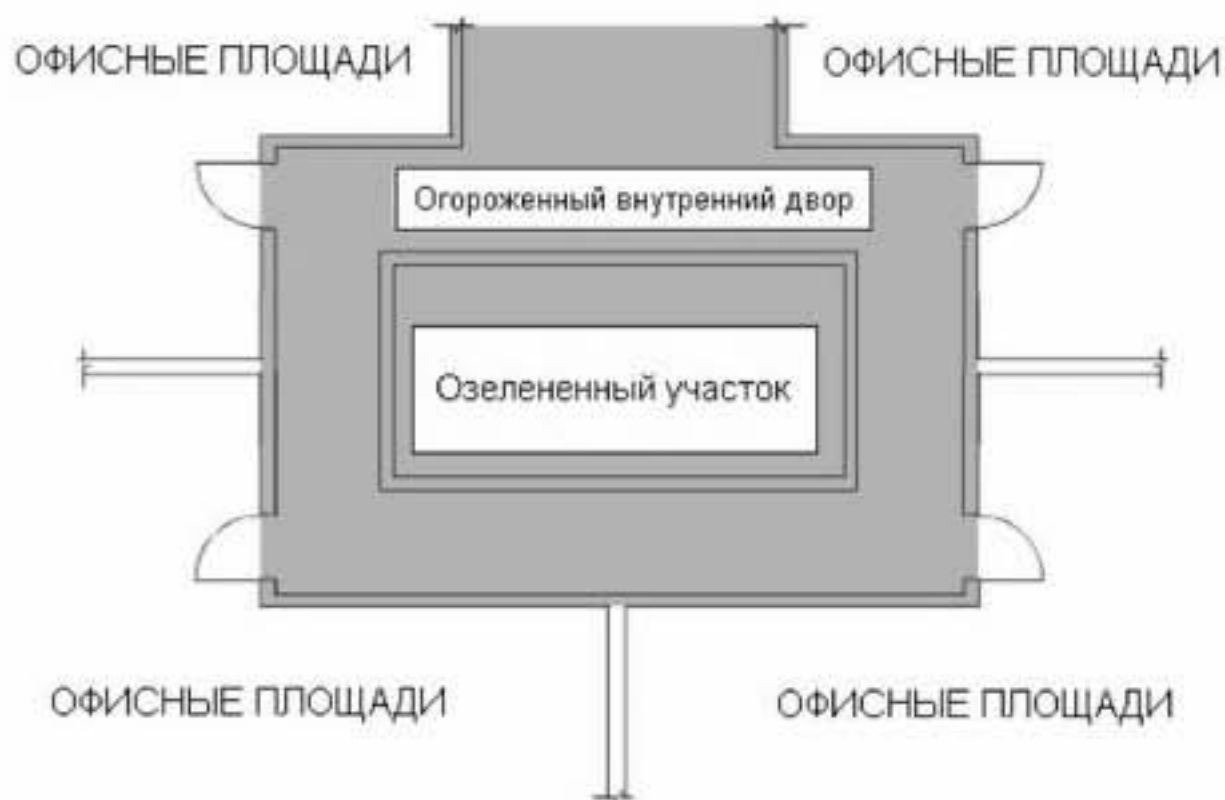 ОФИСНЫЕ ПЛОЩАДИ
ОФИСНЫЕ ПЛОЩАДИ
Огороженный внутренний двор
Озелененный участок
ОФИСНЫЕ ПЛОЩАДИ
ОФИСНЫЕ ПЛОЩАДИ